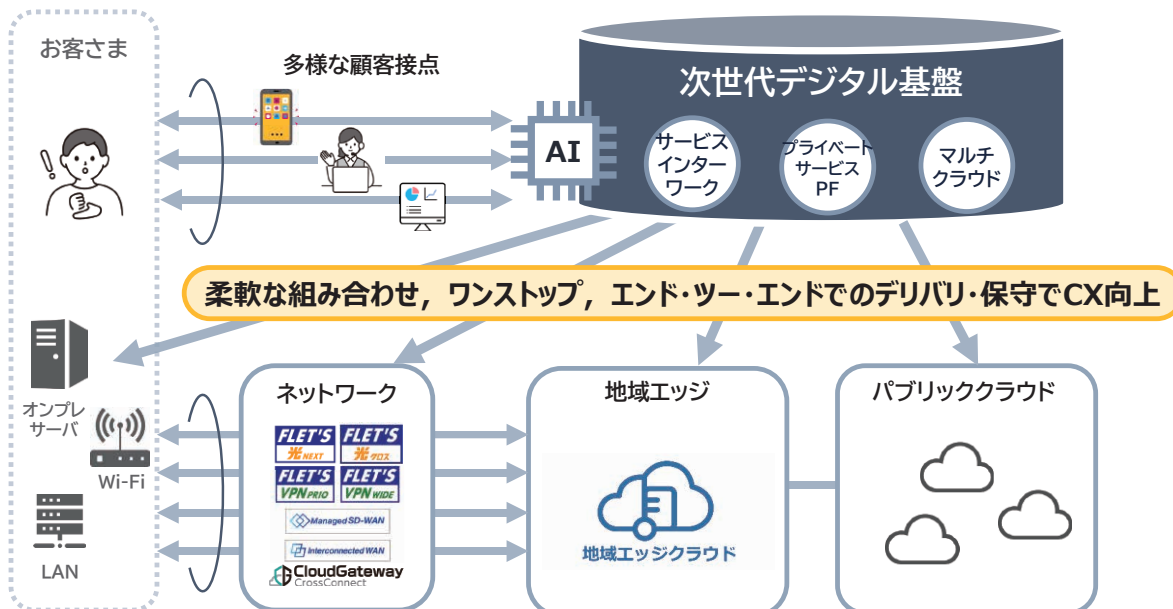 お客さま
多様な顧客接点
次世代デジタル基盤
AI
サービス
インター
ワーク
プライベート
サービス
PF
マルチ
クラウド
柔軟な組み合わせ，ワンストップ，エンド・ツー・エンドでのデリバリ・保守でCX向上
オンプレ
サーバ
Wi-Fi
LAN
ネットワーク
FLET'S
光NEXT
FLET'S
光クロス
FLET'S
VPN PRIO
FLET'S
VPN WIDE
Managed SD-WAN
Interconnected WAN
CloudGateway
CrossConnect
地域エッジ
地域エッジクラウド
パブリッククラウド